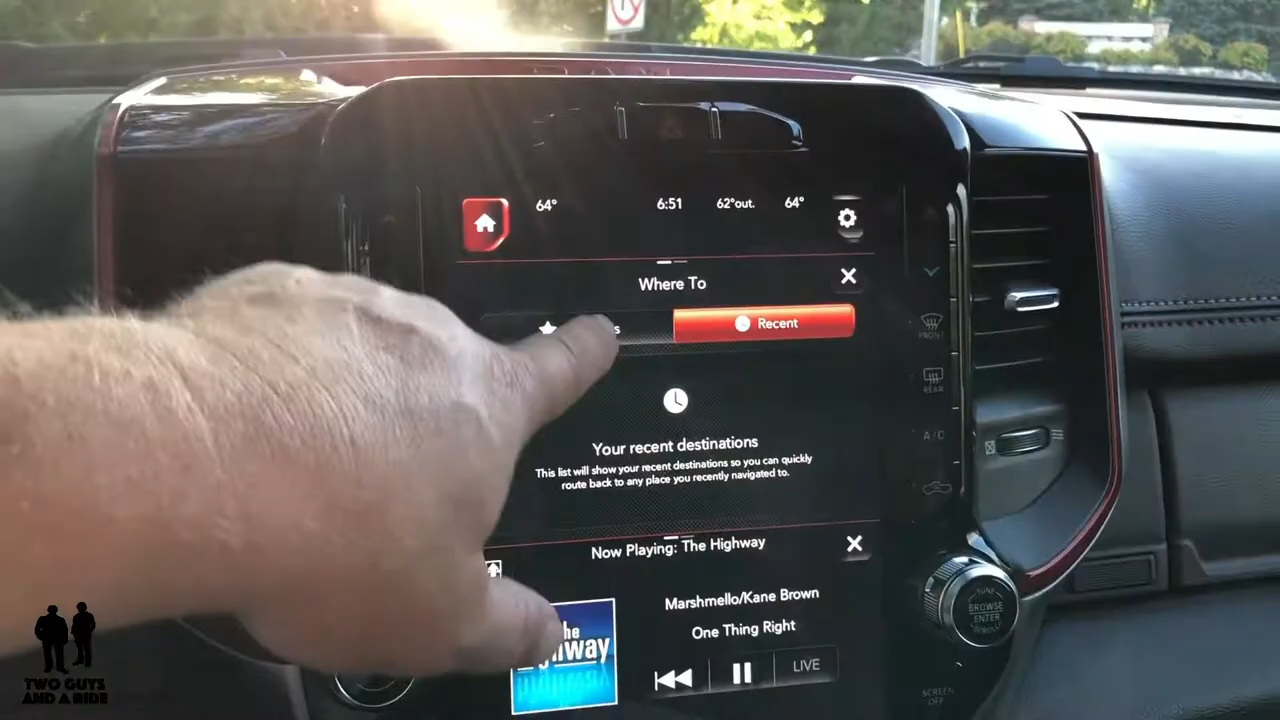 64°
6:51
62°out.
64°
Where To
Recent
Your recent destinations
This list will show your recent destinations so you can quickly
route back to any place you recently navigated to.
Now Playing: The Highway
Marshmello/Kane Brown
One Thing Right
LIVE
FRONT
REAR
A/C
TUNE
BROWSE
ENTER
SCROLL
SCREEN
OFF
TWO GUYS
AND A RIDE